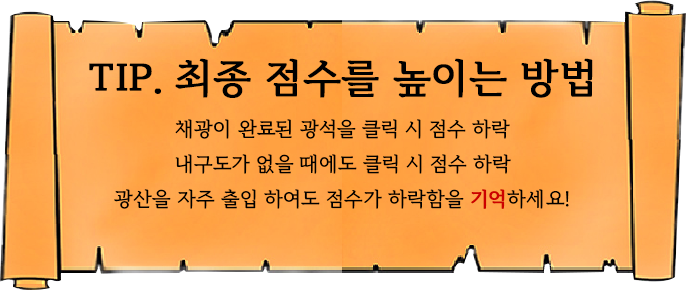 TIP. 최종 점수를 높이는 방법
채광이 완료된 광석을 클릭 시 점수 하락
내구도가 없을 때에도 클릭 시 점수 하락
광산을 자주 출입 하여도 점수가 하락함을 기억하세요!